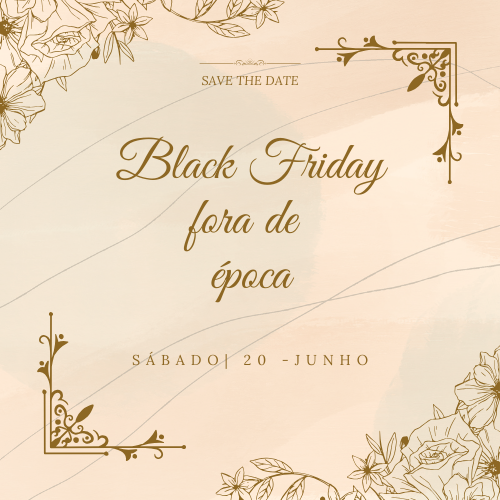 SAVE THE DATE
Black Friday
fora de
época
SÁBADO| 20 -JUNHO